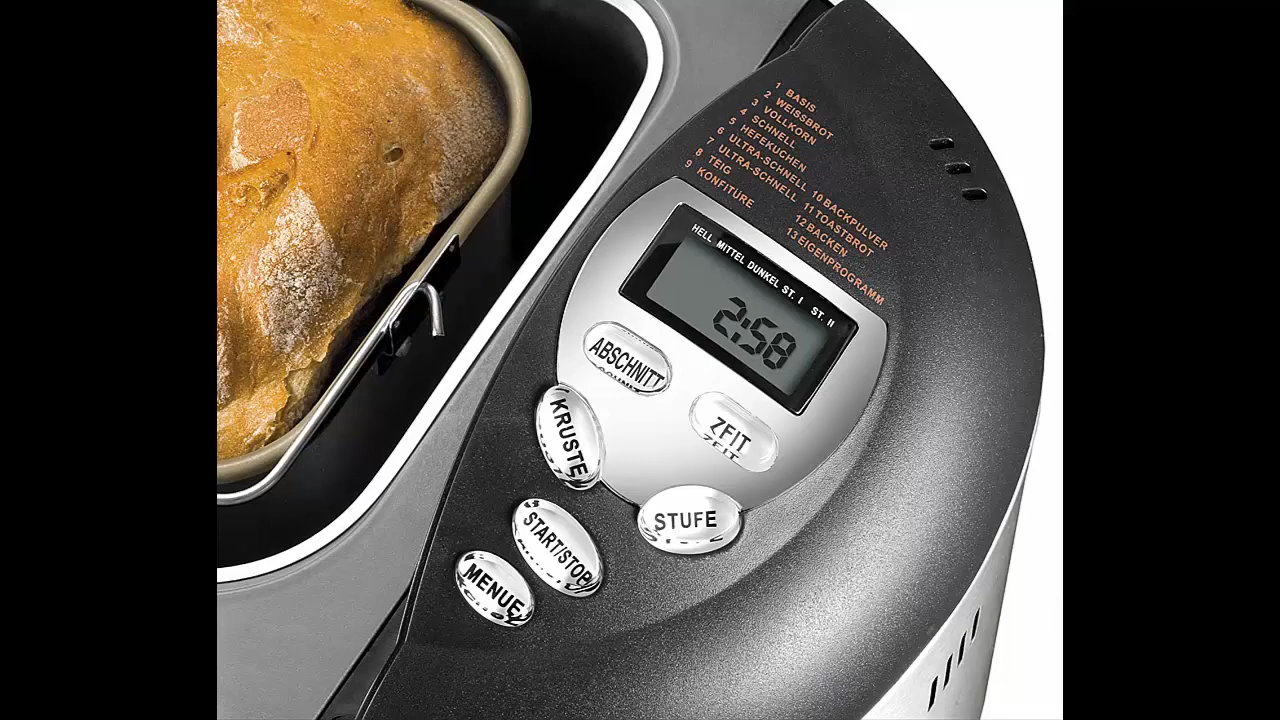 1 BASIS
2 WEISSBROT
3 VOLLKORN
4 SCHNELL
5 HEFEKUCHEN
6 ULTRA-SCHNELL
7 ULTRA-SCHNELL
8 TEIG
9 KONFITÜRE
10 BACKPULVER
11 TOASTBROT
12 BACKEN
13 EIGENPROGRAMM
HELL MITTEL DUNKEL ST. I ST. II
2:58
ABSCHNITT
ZEIT
KRUSTE
STUFE
START/STOP
MENUE